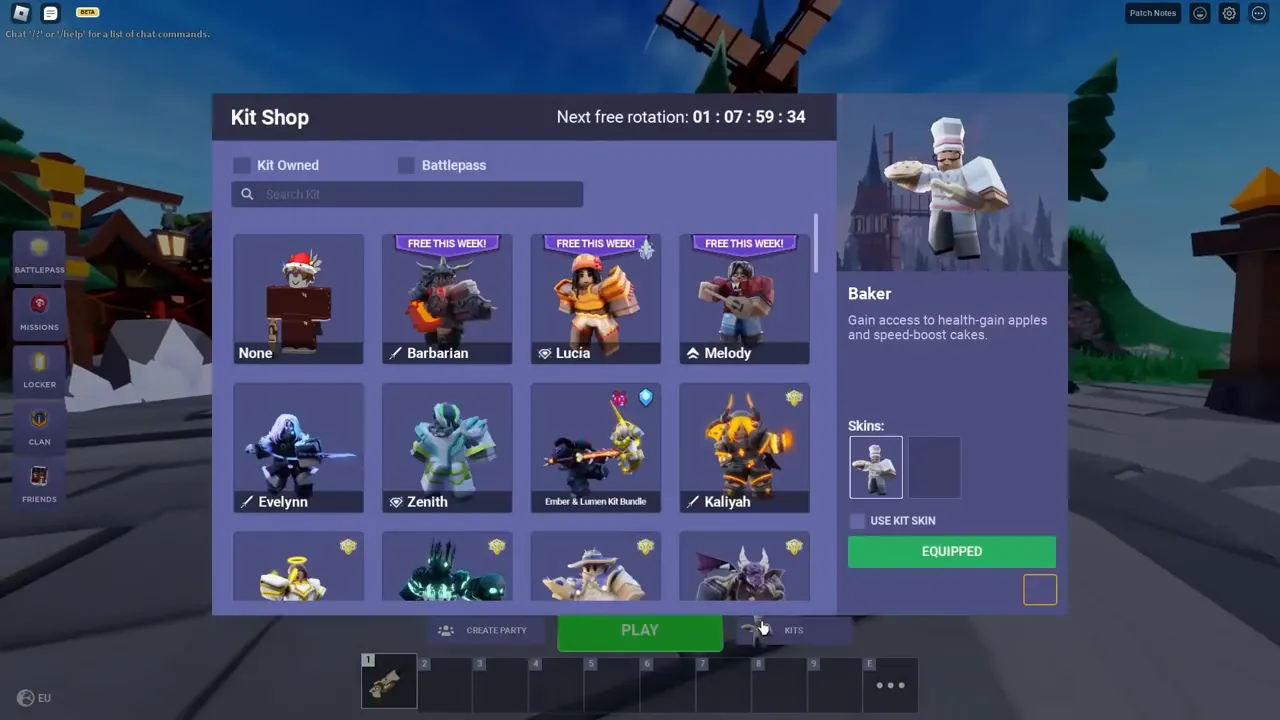 BETA
Patch Notes
Chat '/?' or '/help' for a list of chat commands.
Kit Shop
Next free rotation: 01 : 07 : 59 : 34
Kit Owned
Battlepass
Search Kit
FREE THIS WEEK!
FREE THIS WEEK!
FREE THIS WEEK!
None
Barbarian
Lucia
Melody
Evelynn
Zenith
Ember & Lumen Kit Bundle
Kaliyah
BATTLEPASS
MISSIONS
LOCKER
CLAN
FRIENDS
Baker
Gain access to health-gain apples
and speed-boost cakes.
Skins:
USE KIT SKIN
EQUIPPED
CREATE PARTY
PLAY
KITS
1
2
3
4
5
6
7
8
9
E
EU